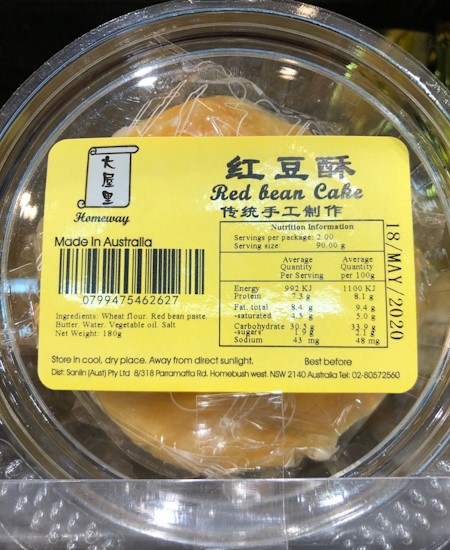 大屋里
Homeway
红豆酥
Red bean Cake
传统手工制作
Made In Australia
0799475462627
Ingredients: Wheat flour. Red bean paste.
Butter. Water. Vegetable oil. Salt
Net Weight: 180g
Nutrition Information
Servings per package: 2.00
Serving size: 90.00 g
Average Quantity Per Serving
Average Quantity per 100g
Energy 992 KJ 1100 KJ
Protein 7.3 g 8.1 g
Fat. total 8.4 g 9.4 g
-saturated 4.5 g 5.0 g
Carbohydrate 30.5 g 33.9 g
-sugars 1.9 g 2.1 g
Sodium 43 mg 48 mg
18/MAY/2020
Store in cool, dry place. Away from direct sunlight. Best before
Dist: Sanlin (Aust) Pty Ltd 8/318 Parramatta Rd. Homebush west. NSW 2140 Australia Tel: 02-80572560